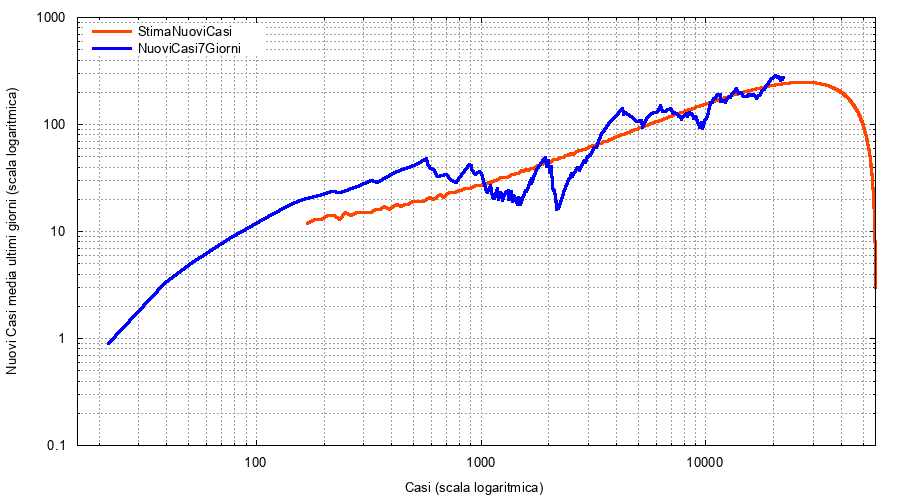 1000
StimaNuoviCasi
NuoviCasi7Giorni
100
10
1
0.1
Nuovi Casi media ultimi giorni (scala logaritmica)
100
1000
10000
Casi (scala logaritmica)